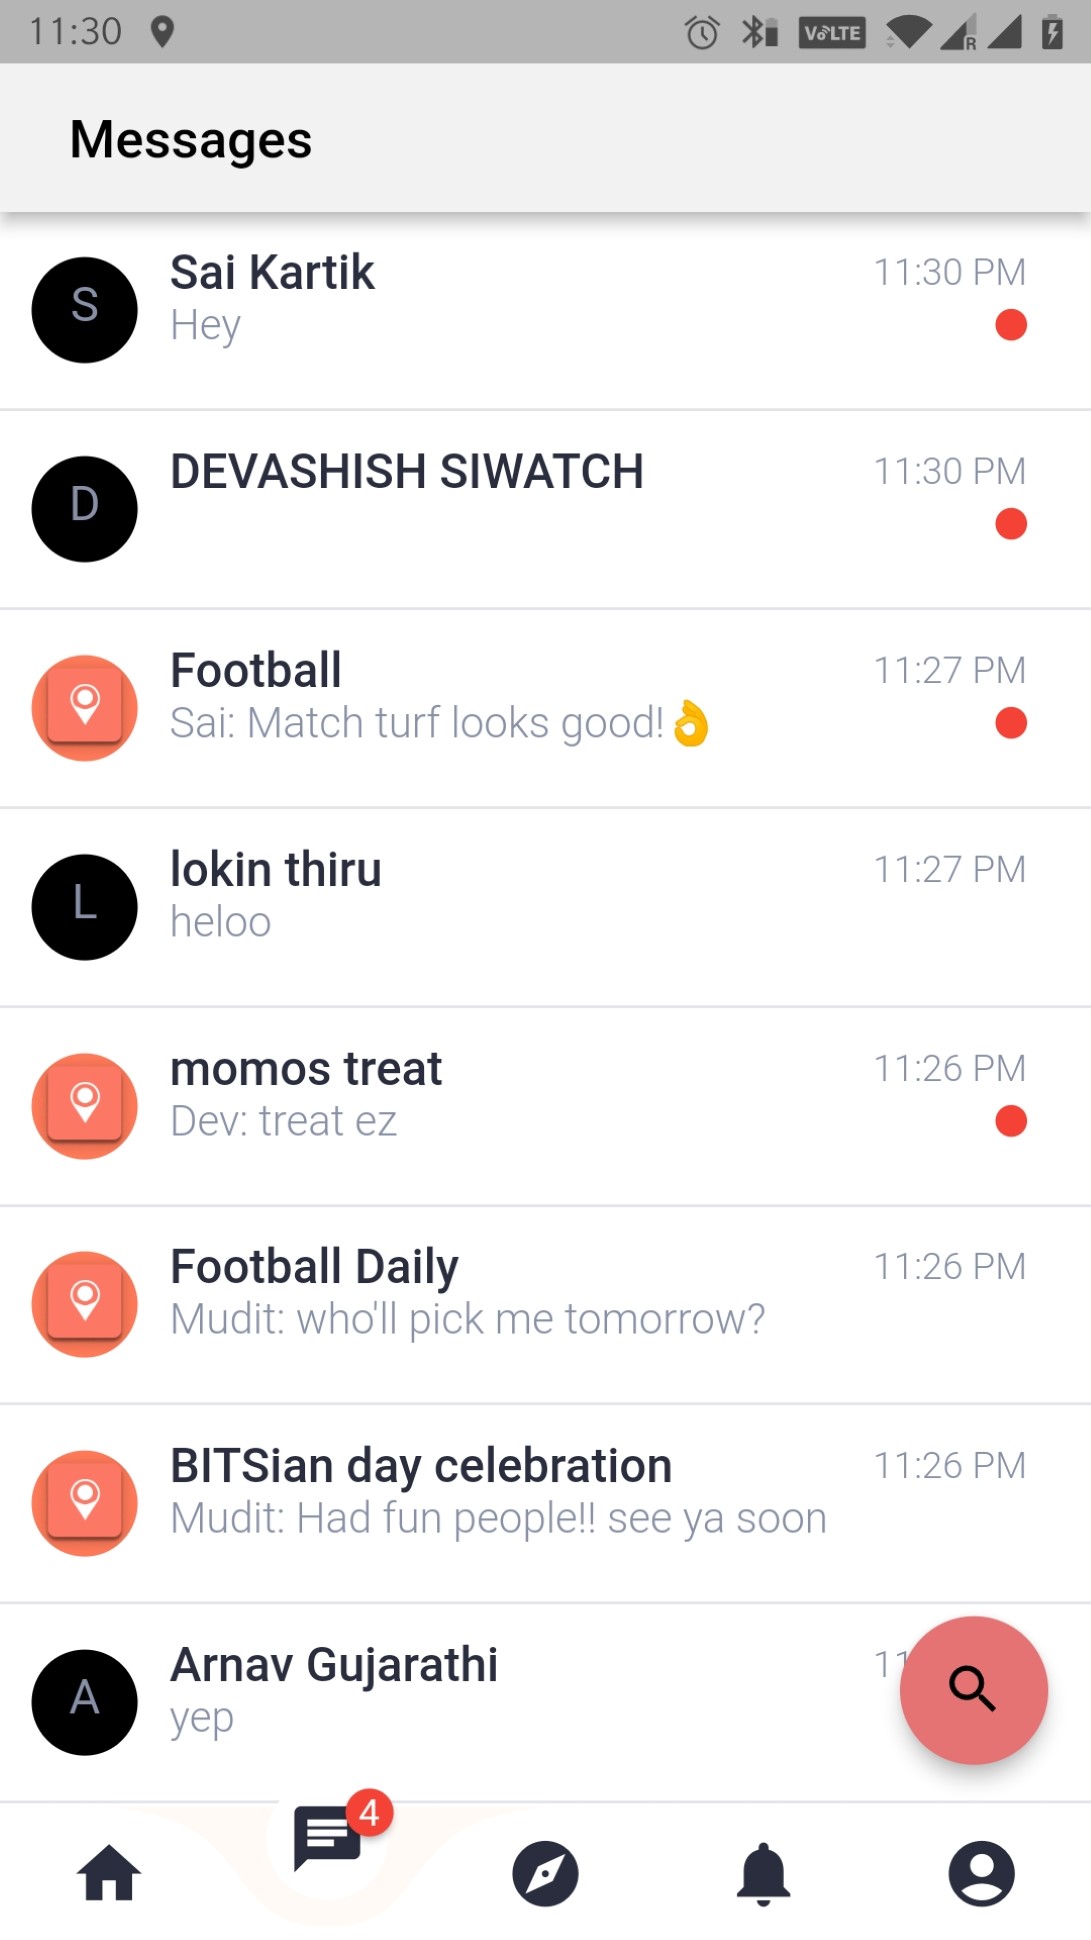 11:30 VoLTE R
Messages
S Sai Kartik 11:30 PM
Hey
D DEVASHISH SIWATCH 11:30 PM
Football 11:27 PM
Sai: Match turf looks good!👌
L lokin thiru 11:27 PM
heloo
momos treat 11:26 PM
Dev: treat ez
Football Daily 11:26 PM
Mudit: who'll pick me tomorrow?
BITSian day celebration 11:26 PM
Mudit: Had fun people!! see ya soon
A Arnav Gujarathi
yep
4